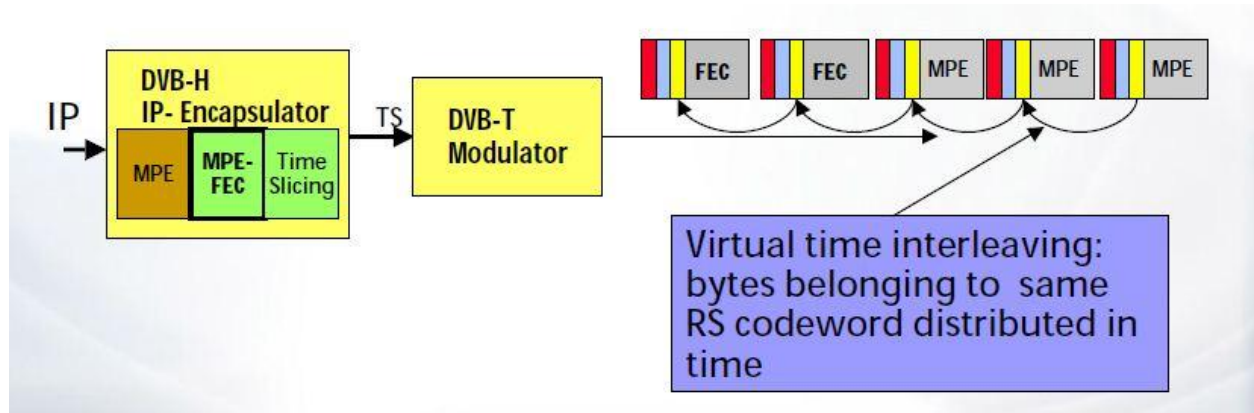 IP
DVB-H
IP- Encapsulator
MPE
MPE-
FEC
Time
Slicing
TS
DVB-T
Modulator
FEC
FEC
MPE
MPE
MPE
Virtual time interleaving:
bytes belonging to same
RS codeword distributed in
time